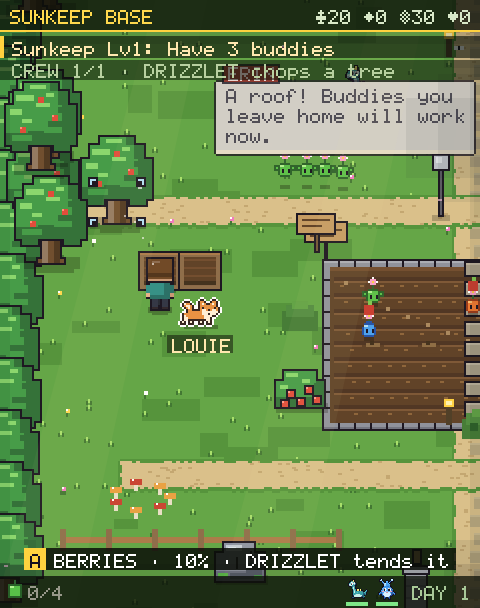 SUNKEEP BASE
20 0 30 0
Sunkeep Lv1: Have 3 buddies
CREW 1/1 · DRIZZLET chops a tree
A roof! Buddies you
leave home will work
now.
LOUIE
A BERRIES · 10% · DRIZZLET tends it
0/4
DAY 1